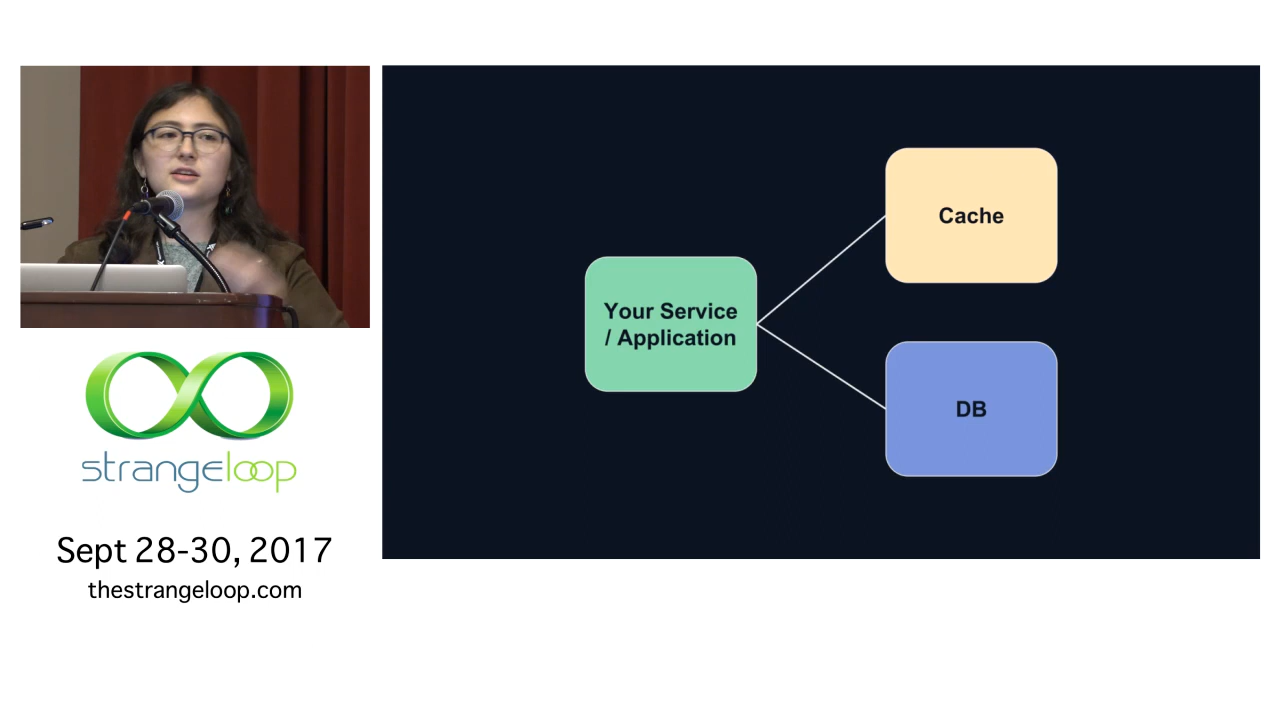 strangeloop
Sept 28-30, 2017
thestrangeloop.com
Your Service
/ Application
Cache
DB